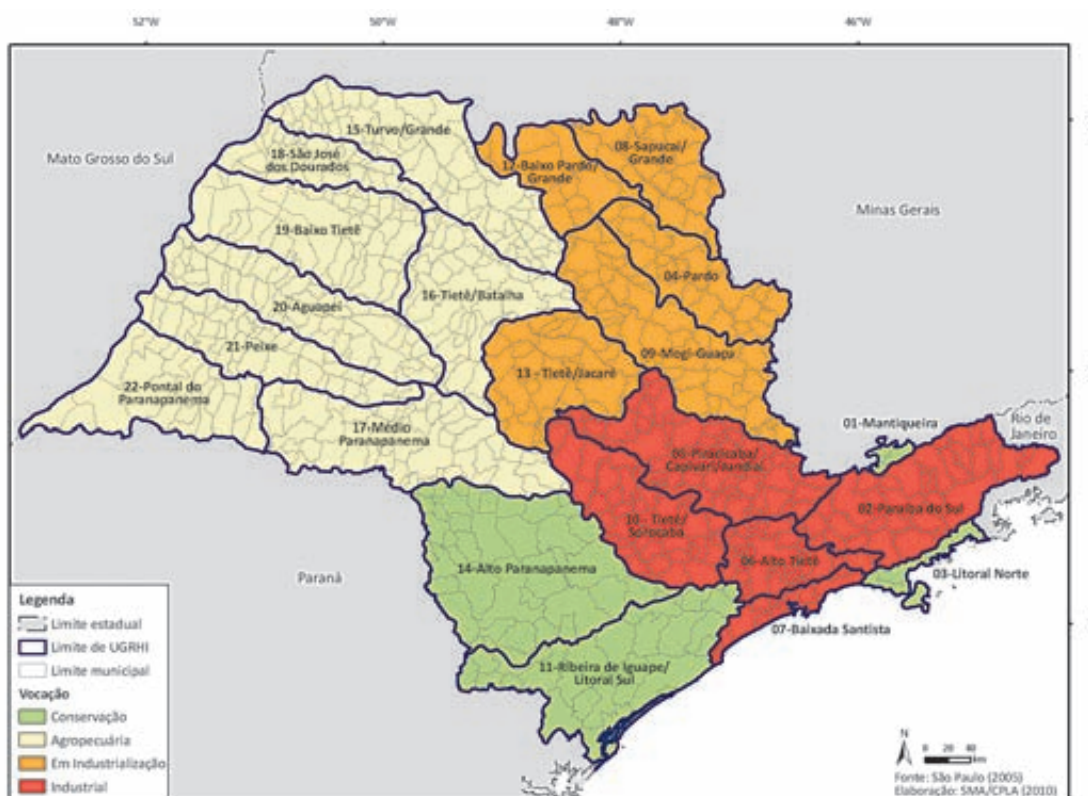 52°W
50°W
48°W
46°W
Mato Grosso do Sul
15-Turvo/Grande
18-São José
dos Dourados
12-Baixo Pardo/
Grande
08-Sapucaí/
Grande
Minas Gerais
19-Baixo Tietê
04-Pardo
16-Tietê/Batalha
20-Aguapeí
21-Peixe
09-Mogi-Guaçu
13 - Tietê/Jacaré
22-Pontal do
Paranapanema
17-Médio
Paranapanema
01-Mantiqueira
Rio de
Janeiro
Piracicaba/
Capivari/Jundiaí
02-Paraíba do Sul
10 - Tietê/
Sorocaba
06-Alto Tietê
14-Alto Paranapanema
03-Litoral Norte
Paraná
07-Baixada Santista
11-Ribeira de Iguape/
Litoral Sul
Legenda
Limite estadual
Limite de UGRHI
Limite municipal
Vocação
Conservação
Agropecuária
Em Industrialização
Industrial
N
0 20 40
km
Fonte: São Paulo (2005)
Elaboração: SMA/CPLA (2010)